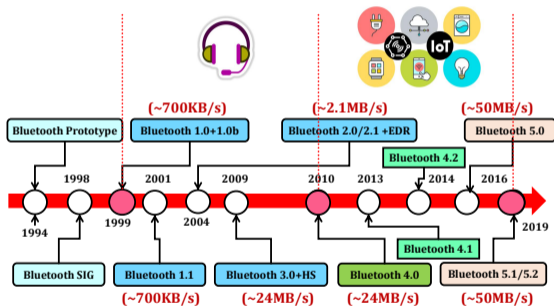 IoT
(~700KB/s)
(~2.1MB/s)
(~50MB/s)
Bluetooth Prototype
Bluetooth 1.0+1.0b
Bluetooth 2.0/2.1 +EDR
Bluetooth 5.0
Bluetooth 4.2
1998
2001
2009
2010
2013
2014
2016
1994
1999
2004
2019
Bluetooth 4.1
Bluetooth SIG
Bluetooth 1.1
Bluetooth 3.0+HS
Bluetooth 4.0
Bluetooth 5.1/5.2
(~700KB/s)
(~24MB/s)
(~24MB/s)
(~50MB/s)